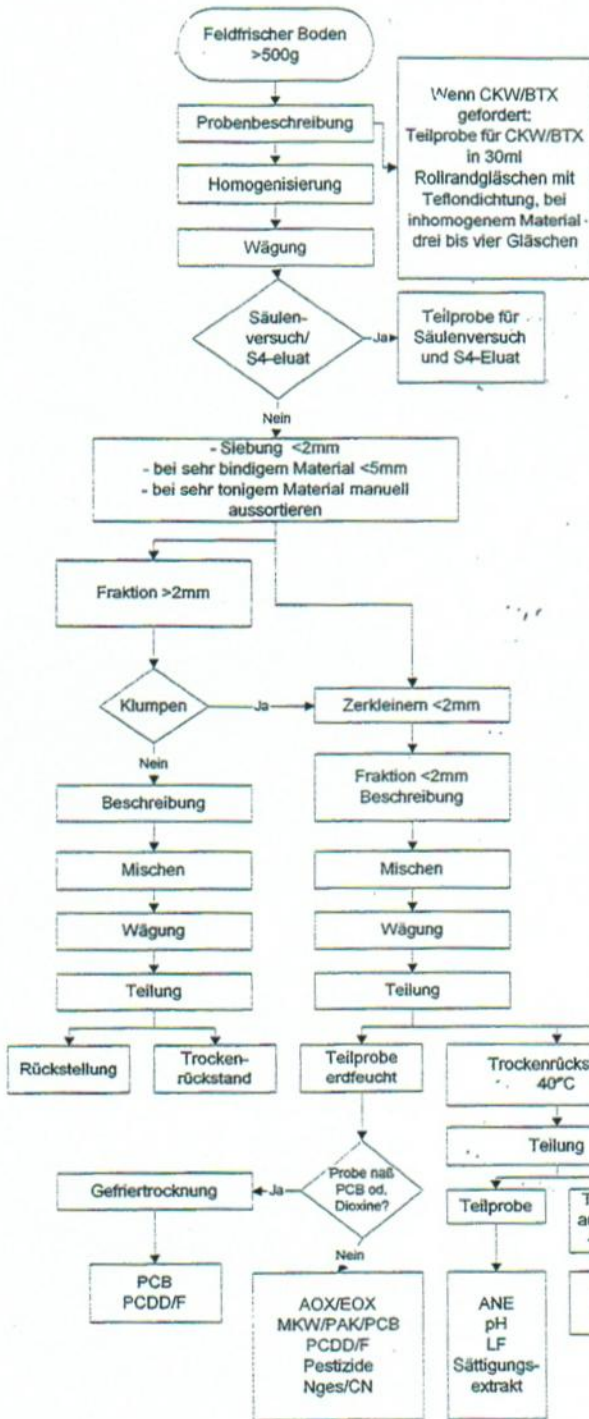 Feldfrischer Boden
>500g
Probenbeschreibung
Wenn CKW/BTX
gefordert:
Teilprobe für CKW/BTX
in 30ml
Rollrandgläschen mit
Teflondichtung, bei
inhomogenem Material
drei bis vier Gläschen
Homogenisierung
Wägung
Säulen-
versuch/
S4-eluat
Ja
Teilprobe für
Säulenversuch
und S4-Eluat
Nein
- Siebung <2mm
- bei sehr bindigem Material <5mm
- bei sehr tonigem Material manuell
aussortieren
Fraktion >2mm
Klumpen
Ja
Zerkleinern <2mm
Nein
Fraktion <2mm
Beschreibung
Beschreibung
Mischen
Mischen
Wägung
Wägung
Teilung
Teilung
Rückstellung
Trocken-
rückstand
Teilprobe
erdfeucht
Trockenrücks
40°C
Teilung
Probe naß
PCB od.
Dioxine?
Ja
Gefriertrocknung
Teilprobe
T
au
Nein
PCB
PCDD/F
AOX/EOX
MKW/PAK/PCB
PCDD/F
Pestizide
Nges/CN
ANE
pH
LF
Sättigungs-
extrakt